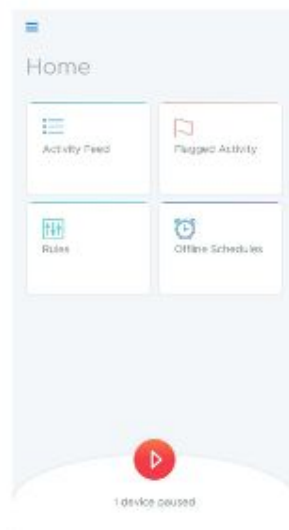 Home
Activity Feed
Flagged Activity
Rules
Offline Schedules
1 device paused